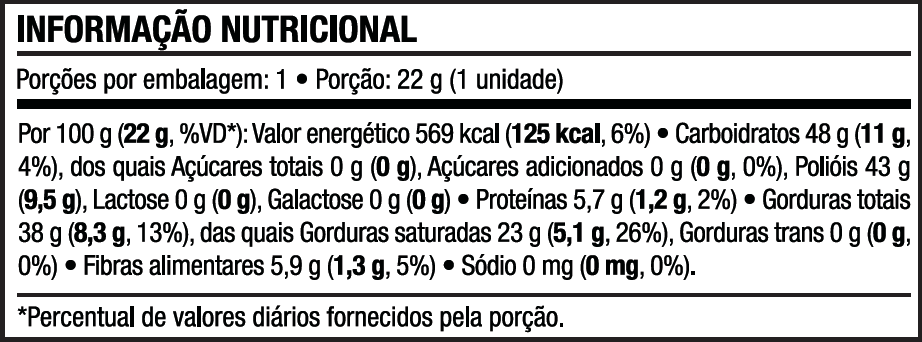 INFORMAÇÃO NUTRICIONAL
Porções por embalagem: 1 • Porção: 22 g (1 unidade)
Por 100 g (22 g, %VD*): Valor energético 569 kcal (125 kcal, 6%) • Carboidratos 48 g (11 g,
4%), dos quais Açúcares totais 0 g (0 g), Açúcares adicionados 0 g (0 g, 0%), Polióis 43 g
(9,5 g), Lactose 0 g (0 g), Galactose 0 g (0 g) • Proteínas 5,7 g (1,2 g, 2%) • Gorduras totais
38 g (8,3 g, 13%), das quais Gorduras saturadas 23 g (5,1 g, 26%), Gorduras trans 0 g (0 g,
0%) • Fibras alimentares 5,9 g (1,3 g, 5%) • Sódio 0 mg (0 mg, 0%).
*Percentual de valores diários fornecidos pela porção.